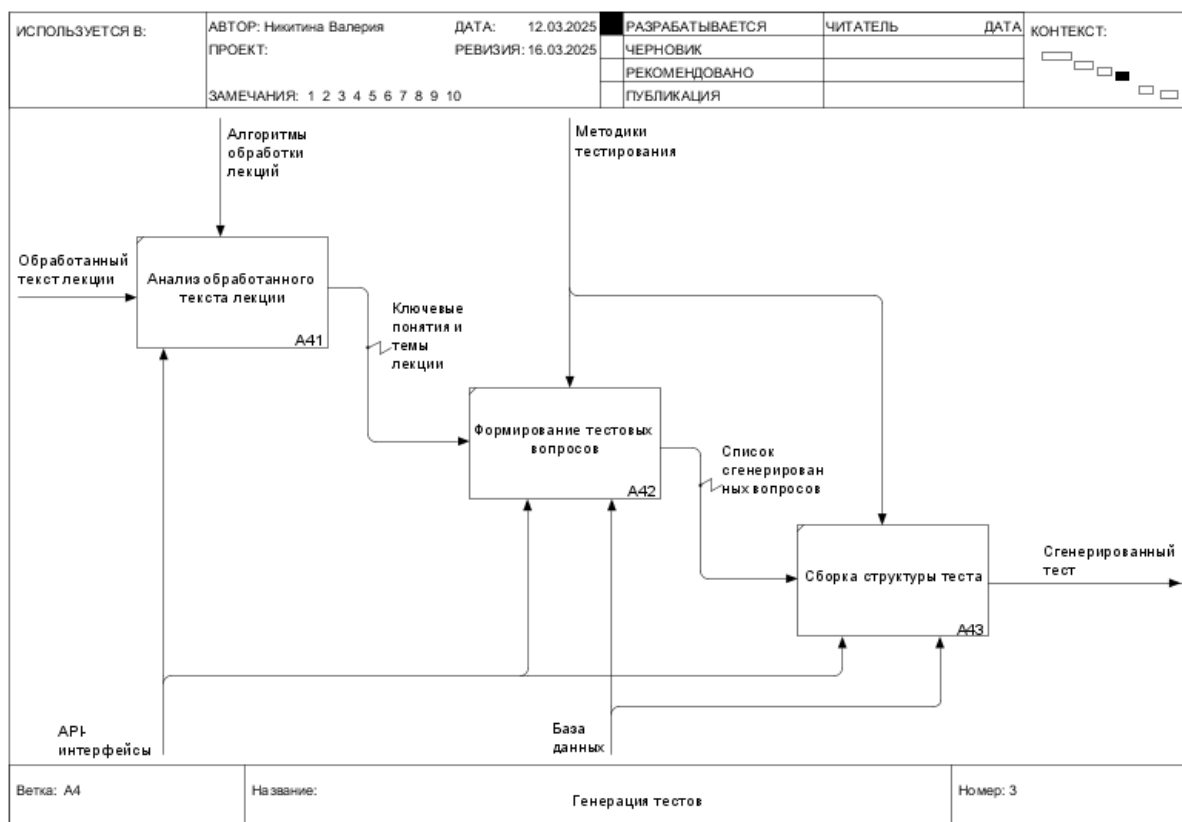 ИСПОЛЬЗУЕТСЯ В:
АВТОР: Никитина Валерия
ДАТА: 12.03.2025
ПРОЕКТ:
РЕВИЗИЯ: 16.03.2025
ЗАМЕЧАНИЯ: 1 2 3 4 5 6 7 8 9 10
РАЗРАБАТЫВАЕТСЯ
ЧЕРНОВИК
РЕКОМЕНДОВАНО
ПУБЛИКАЦИЯ
ЧИТАТЕЛЬ
ДАТА
КОНТЕКСТ:
Алгоритмы
обработки
лекций
Методики
тестирования
Обработанный
текст лекции
Анализ обработанного
текста лекции
A41
Ключевые
понятия и
темы
лекции
Формирование тестовых
вопросов
A42
Список
сгенерирован
ных вопросов
Сборка структуры теста
A43
Сгенерированный
тест
API-
интерфейсы
База
данных
Ветка: A4
Название:
Генерация тестов
Номер: 3